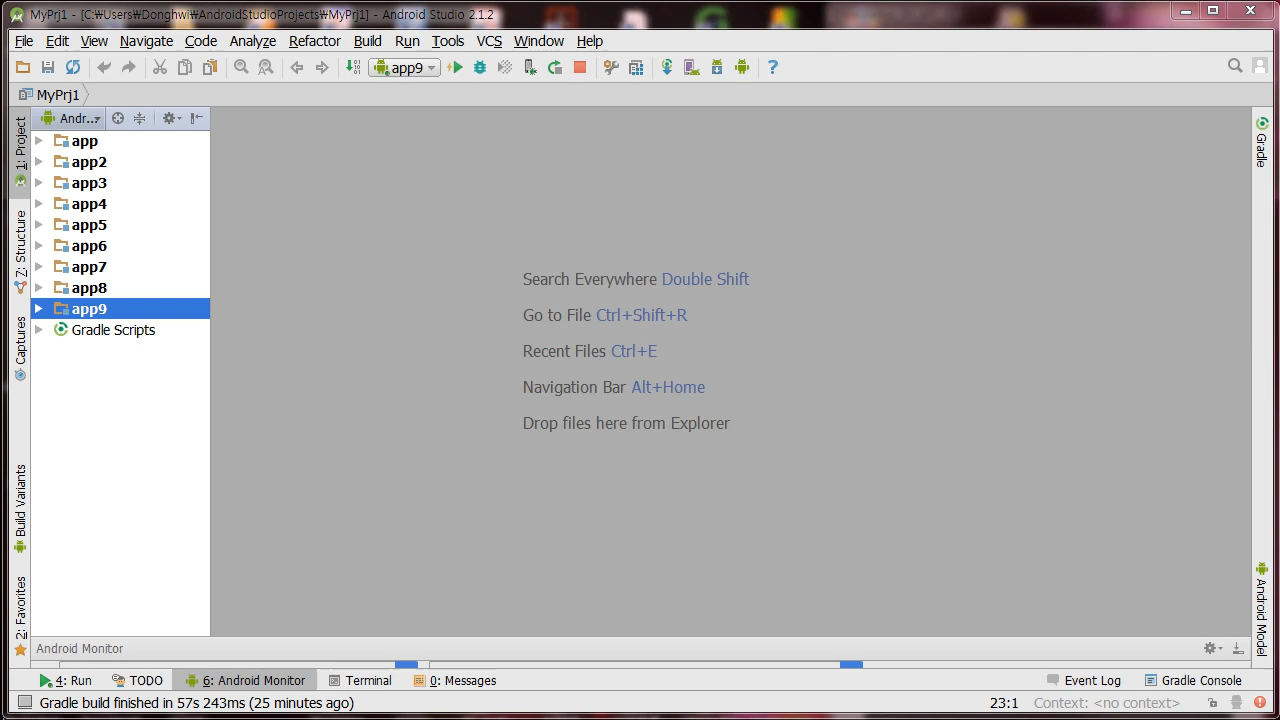 MyPrj1 - [C:₩Users₩Donghwi₩AndroidStudioProjects₩MyPrj1] - Android Studio 2.1.2
File Edit View Navigate Code Analyze Refactor Build Run Tools VCS Window Help
app9
MyPrj1
Andr...
1: Project
7: Structure
Captures
Build Variants
2: Favorites
app
app2
app3
app4
app5
app6
app7
app8
app9
Gradle Scripts
Search Everywhere Double Shift
Go to File Ctrl+Shift+R
Recent Files Ctrl+E
Navigation Bar Alt+Home
Drop files here from Explorer
Gradle
Android Model
Android Monitor
4: Run TODO 6: Android Monitor Terminal 0: Messages Event Log Gradle Console
Gradle build finished in 57s 243ms (25 minutes ago) 23:1 Context: <no context>